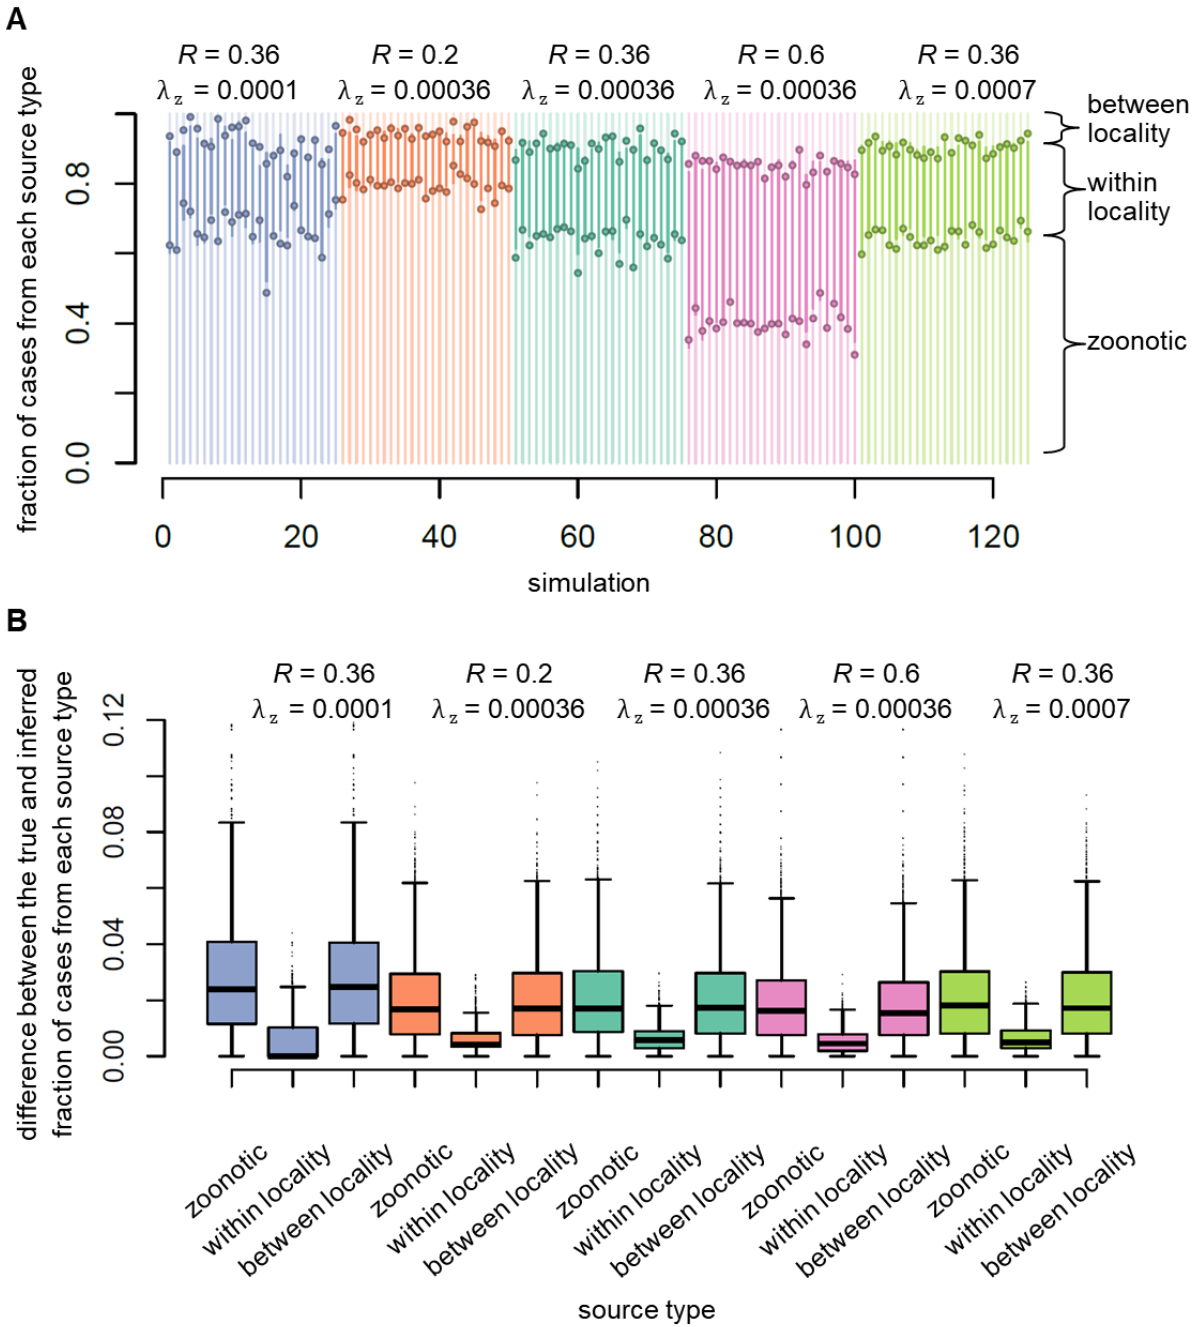 A
R = 0.36 R = 0.2 R = 0.36 R = 0.6 R = 0.36
λz = 0.0001 λz = 0.00036 λz = 0.00036 λz = 0.00036 λz = 0.0007
fraction of cases from each source type
0.8
0.4
0.0
between
locality
within
locality
zoonotic
0 20 40 60 80 100 120
simulation
B
R = 0.36 R = 0.2 R = 0.36 R = 0.6 R = 0.36
λz = 0.0001 λz = 0.00036 λz = 0.00036 λz = 0.00036 λz = 0.0007
difference between the true and inferred
fraction of cases from each source type
0.12
0.08
0.04
0.00
zoonotic
within locality
between locality
zoonotic
within locality
between locality
zoonotic
within locality
between locality
zoonotic
within locality
between locality
zoonotic
within locality
between locality
source type